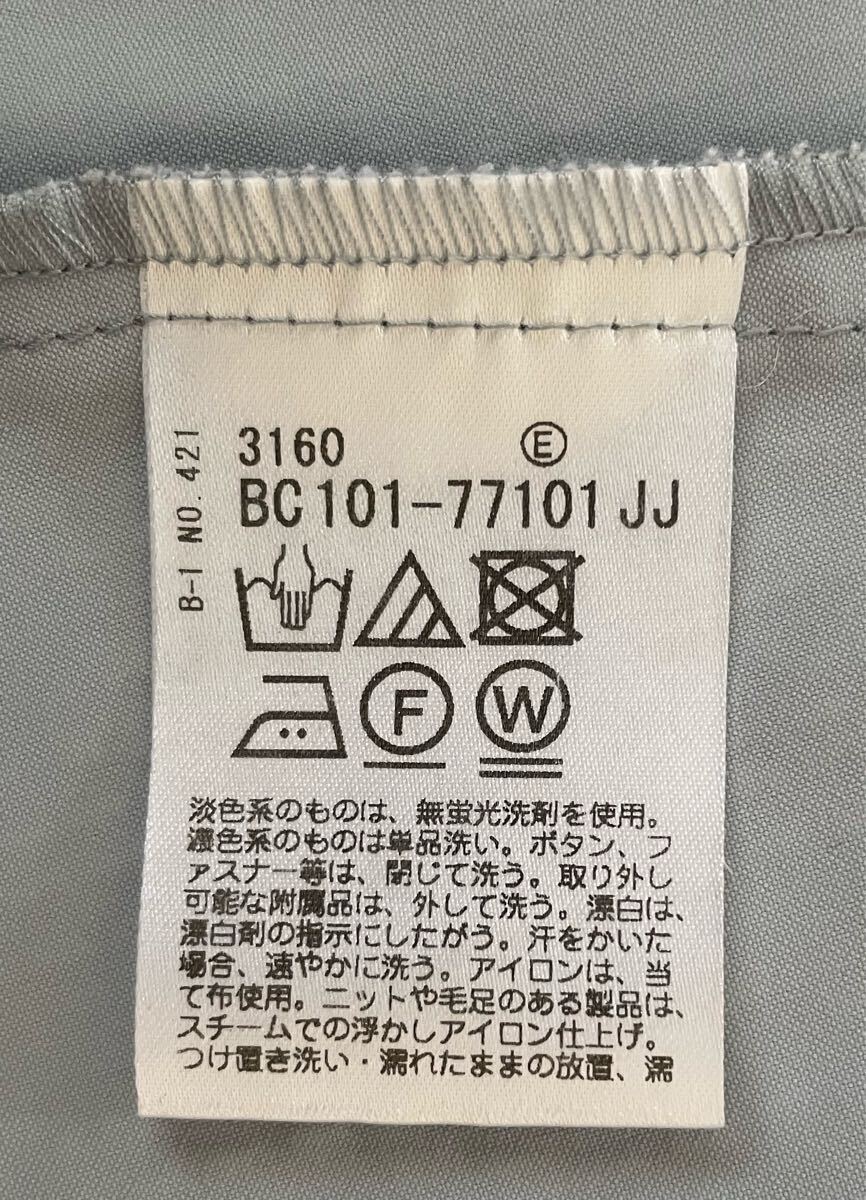 3160 Ⓔ
BC101-77101 JJ
B-1 NO. 421
F
W
淡色系のものは、無蛍光洗剤を使用。
濃色系のものは単品洗い。ボタン、フ
ァスナー等は、閉じて洗う。取り外し
可能な附属品は、外して洗う。漂白は、
漂白剤の指示にしたがう。汗をかいた
場合、速やかに洗う。アイロンは、当
て布使用。ニットや毛足のある製品は、
スチームでの浮かしアイロン仕上げ。
つけ置き洗い・濡れたままの放置、濡